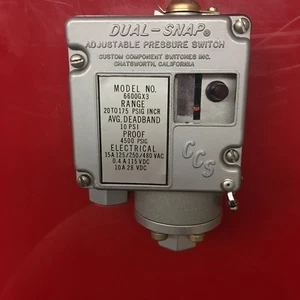 DUAL-SNAP®
ADJUSTABLE PRESSURE SWITCH
CUSTOM COMPONENT SWITCHES INC.
CHATSWORTH, CALIFORNIA
MODEL NO.
6600GX3
RANGE
20 TO 175 PSIG INCR
AVG. DEADBAND
10 PSI
PROOF
4500 PSIG
ELECTRICAL
15A 125/250/480 VAC
0.4 A 115 VDC
10A 28 VDC
CCS